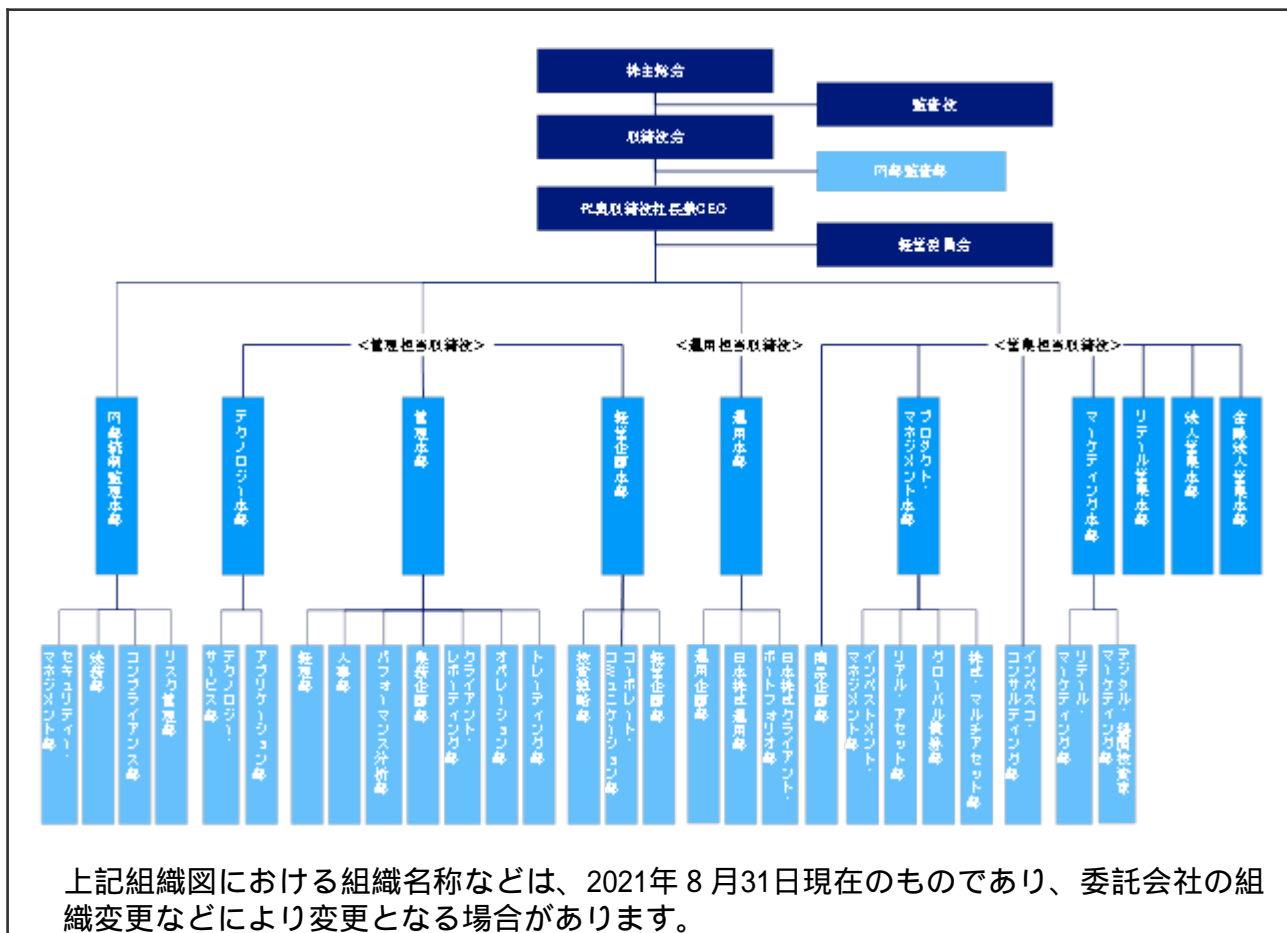 株主総会
監査役
取締役会
内部監査部
代表取締役社長兼CEO
経営委員会
<管理担当取締役>
<運用担当取締役>
<営業担当取締役>
内部統制監理本部
テクノロジー本部
管理本部
経営企画本部
運用本部
プロダクト・
マネジメント本部
マーケティング本部
リテール営業本部
法人営業本部
金融法人営業本部
セキュリティー・
マネジメント部
法務部
コンプライアンス部
リスク管理部
テクノロジー・
サービス部
アプリケーション部
経理部
人事部
パフォーマンス分析部
業務企画部
クライアント・
レポーティング部
オペレーション部
トレーディング部
投資戦略部
コーポレート・
コミュニケーション部
経営企画部
運用企画部
日本株式運用部
日本株式クライアント・
ポートフォリオ部
商品企画部
インベストメント・
マネジメント部
リアル・アセット部
グローバル債券部
株式・マルチアセット部
インベスコ・
コンサルティング部
リテール・
マーケティング部
デジタル・機関投資家
マーケティング部
上記組織図における組織名称などは、2021年8月31日現在のものであり、委託会社の組
織変更などにより変更となる場合があります。